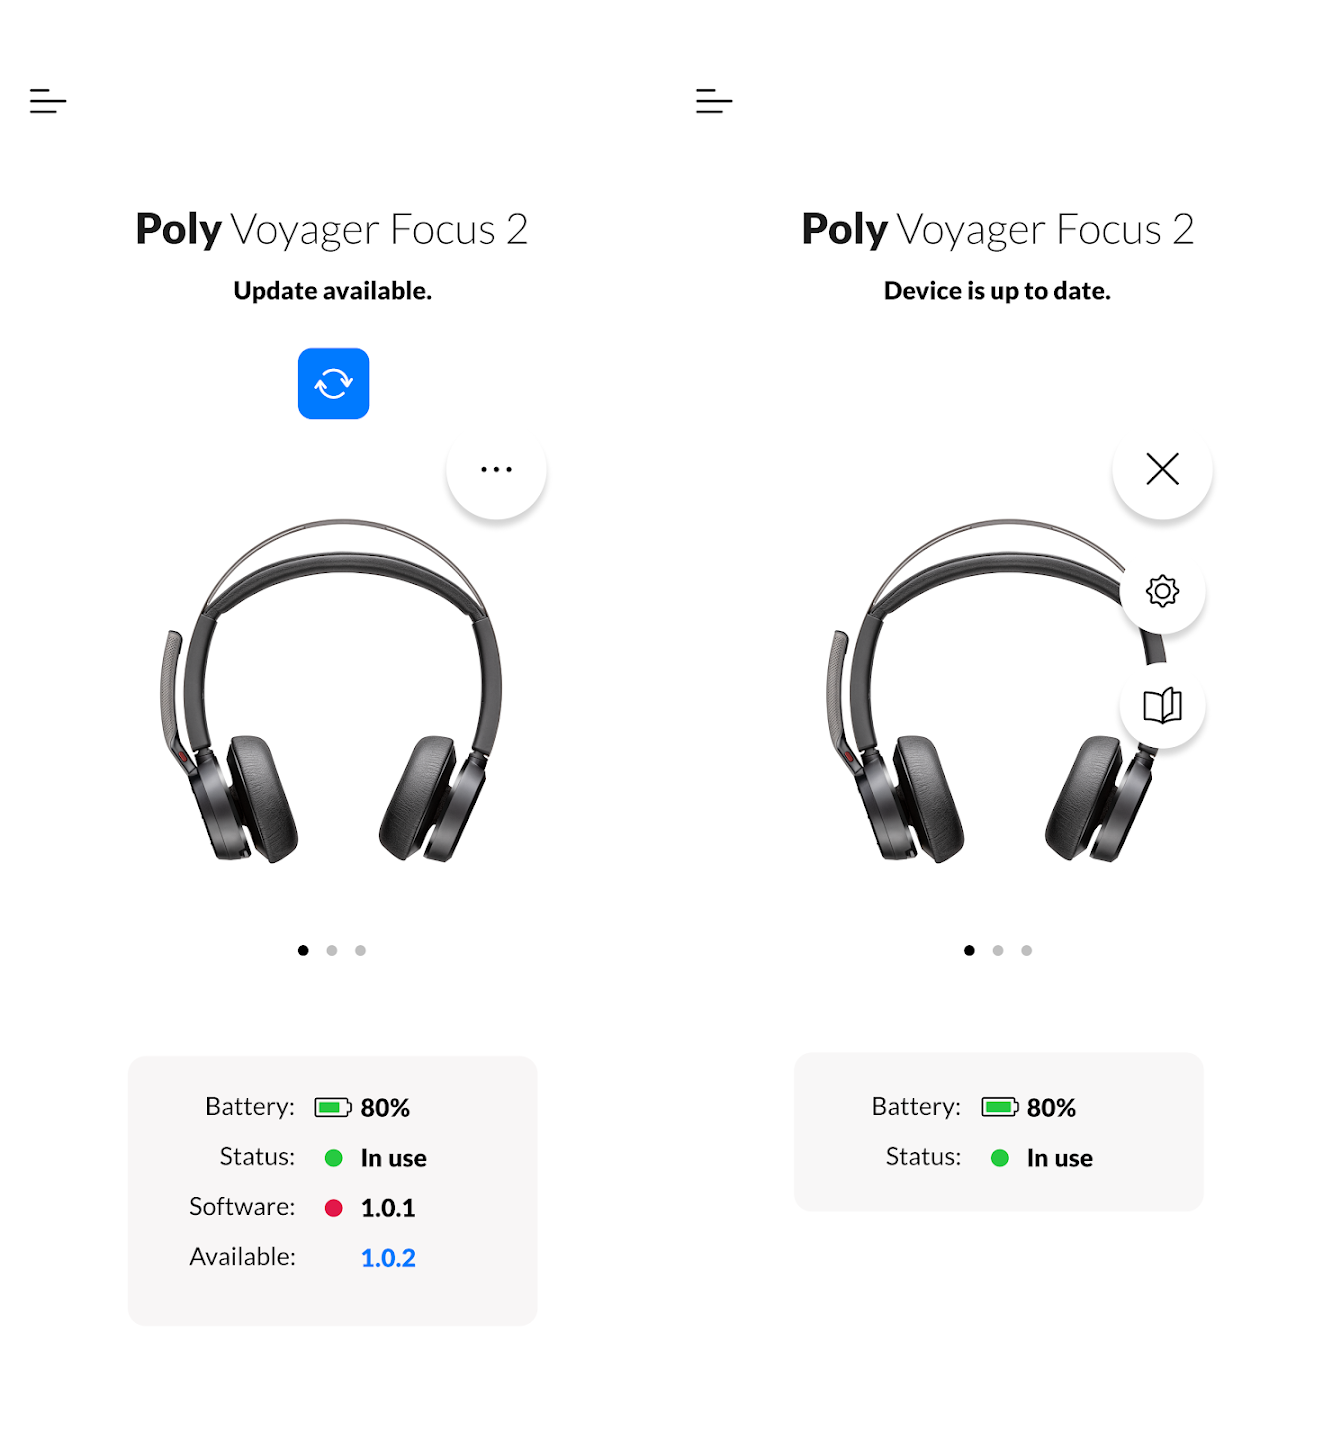 Poly Voyager Focus 2
Update available.
Battery: 80%
Status: In use
Software: 1.0.1
Available: 1.0.2
Poly Voyager Focus 2
Device is up to date.
Battery: 80%
Status: In use